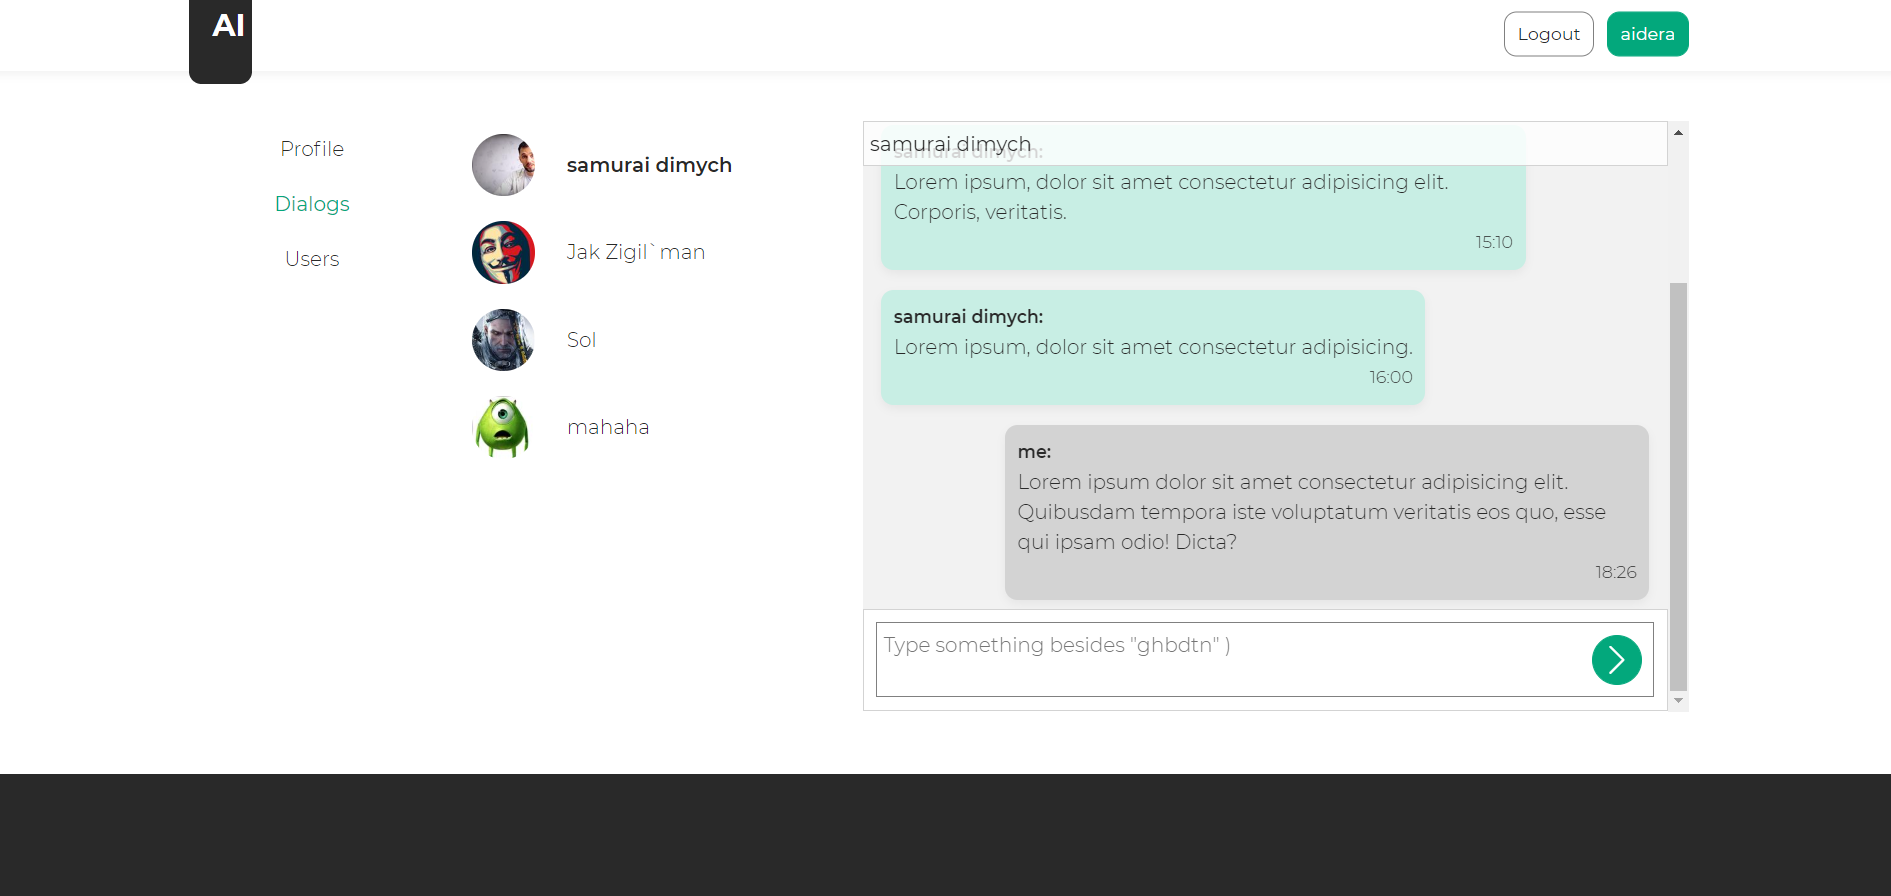 AI
Logout
aidera
Profile
Dialogs
Users
samurai dimych
Jak Zigil`man
Sol
mahaha
samurai dimych
samurai dimych:
Lorem ipsum, dolor sit amet consectetur adipisicing elit.
Corporis, veritatis.
15:10
samurai dimych:
Lorem ipsum, dolor sit amet consectetur adipisicing.
16:00
me:
Lorem ipsum dolor sit amet consectetur adipisicing elit.
Quibusdam tempora iste voluptatum veritatis eos quo, esse
qui ipsam odio! Dicta?
18:26
Type something besides "ghbdtn" )